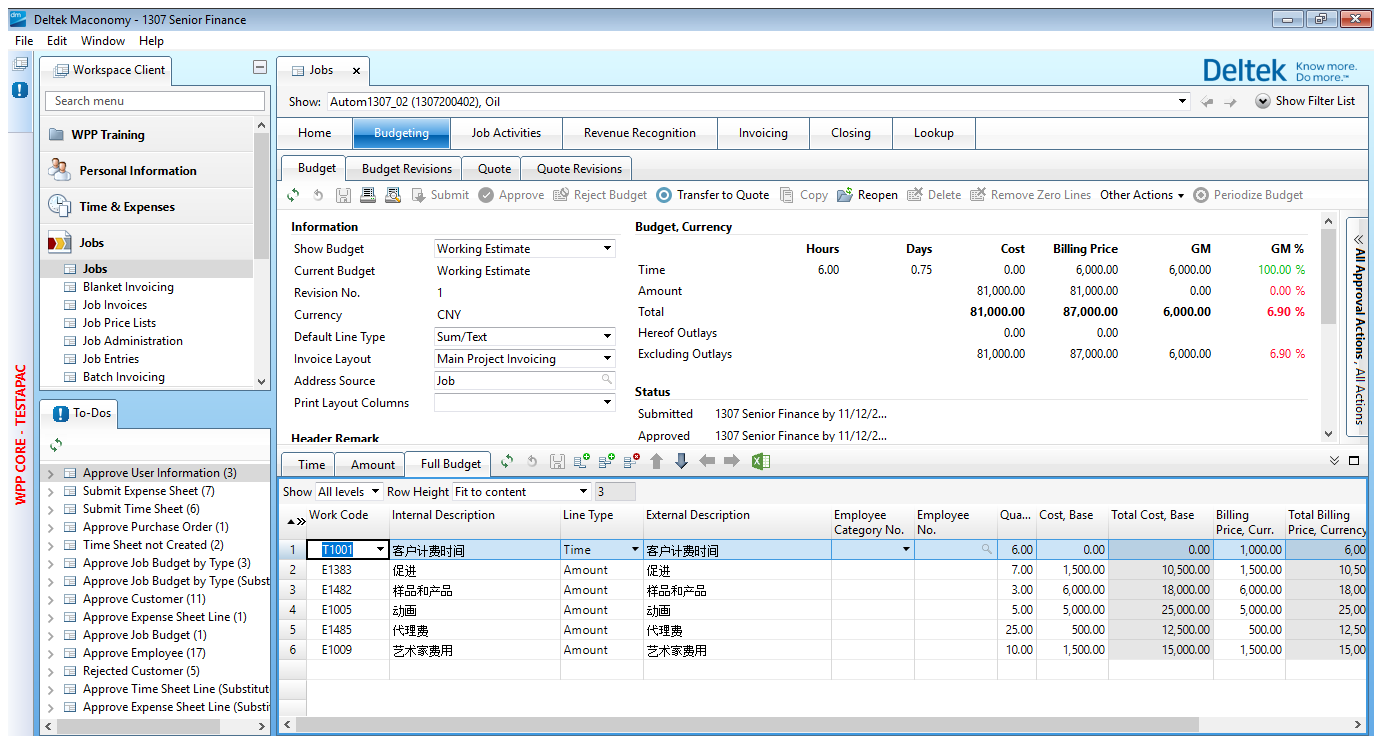 Deltek Maconomy - 1307 Senior Finance
File Edit Window Help
Workspace Client
Search menu
WPP Training
Personal Information
Time & Expenses
Jobs
Jobs
Blanket Invoicing
Job Invoices
Job Price Lists
Job Administration
Job Entries
Batch Invoicing
WPP CORE - TESTAPAC
To-Dos
Approve User Information (3)
Submit Expense Sheet (7)
Submit Time Sheet (6)
Approve Purchase Order (1)
Time Sheet not Created (2)
Approve Job Budget by Type (3)
Approve Job Budget by Type (Subst
Approve Customer (11)
Approve Expense Sheet Line (1)
Approve Job Budget (1)
Approve Employee (17)
Rejected Customer (5)
Approve Time Sheet Line (Substitut
Approve Expense Sheet Line (Substi
Jobs
Deltek Know more.
Do more.™
Show: Autom1307_02 (1307200402), Oil Show Filter List
Home Budgeting Job Activities Revenue Recognition Invoicing Closing Lookup
Budget Budget Revisions Quote Quote Revisions
Submit Approve Reject Budget Transfer to Quote Copy Reopen Delete Remove Zero Lines Other Actions Periodize Budget
Information
Show Budget Working Estimate
Current Budget Working Estimate
Revision No. 1
Currency CNY
Default Line Type Sum/Text
Invoice Layout Main Project Invoicing
Address Source Job
Print Layout Columns
Header Remark
Budget, Currency
Hours Days Cost Billing Price GM GM %
Time 6.00 0.75 0.00 6,000.00 6,000.00 100.00 %
Amount 81,000.00 81,000.00 0.00 0.00 %
Total 81,000.00 87,000.00 6,000.00 6.90 %
Hereof Outlays 0.00 0.00
Excluding Outlays 81,000.00 87,000.00 6,000.00 6.90 %
Status
Submitted 1307 Senior Finance by 11/12/2...
Approved 1307 Senior Finance by 11/12/2...
All Approval Actions, All Actions
Time Amount Full Budget
Show All levels Row Height Fit to content 3
Work Code Internal Description Line Type External Description Employee Category No. Employee No. Qua... Cost, Base Total Cost, Base Billing Price, Curr. Total Billing Price, Currency
1 T1001 客户计费时间 Time 客户计费时间 6.00 0.00 0.00 1,000.00 6,00
2 E1383 促进 Amount 促进 7.00 1,500.00 10,500.00 1,500.00 10,50
3 E1482 样品和产品 Amount 样品和产品 3.00 6,000.00 18,000.00 6,000.00 18,00
4 E1005 动画 Amount 动画 5.00 5,000.00 25,000.00 5,000.00 25,00
5 E1485 代理费 Amount 代理费 25.00 500.00 12,500.00 500.00 12,50
6 E1009 艺术家费用 Amount 艺术家费用 10.00 1,500.00 15,000.00 1,500.00 15,00